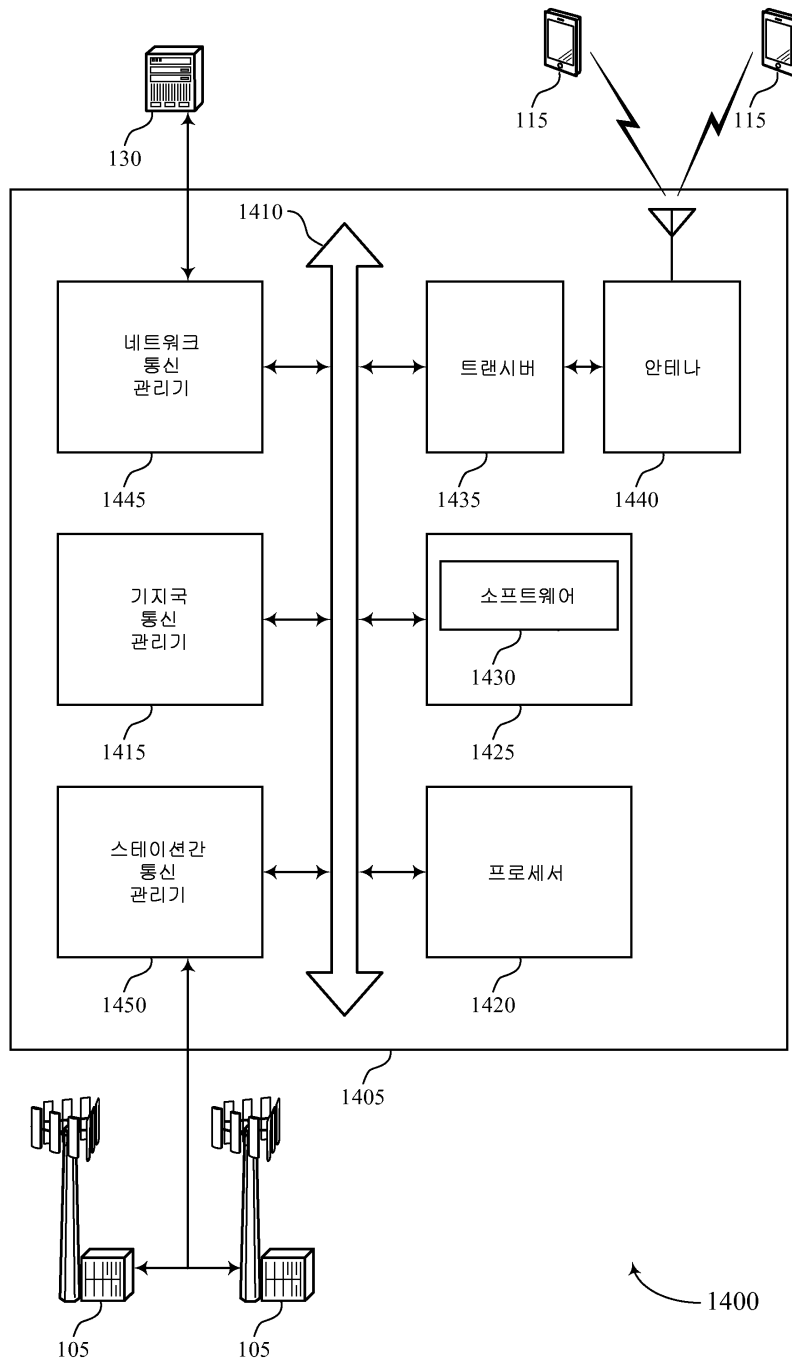 115
115
130
1410
네트워크
통신
관리기
트랜시버
안테나
1445
1435
1440
기지국
통신
관리기
소프트웨어
1430
1415
1425
스테이션간
통신
관리기
프로세서
1450
1420
1405
1400
105
105